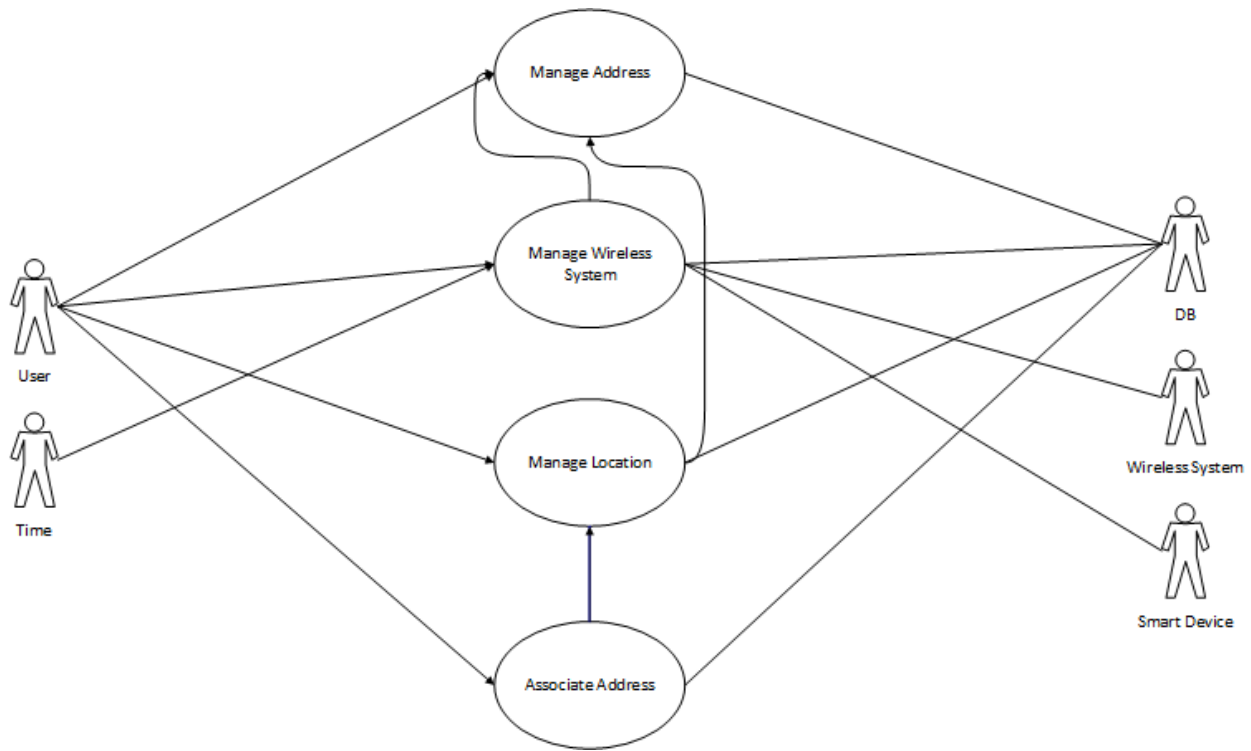 Manage Address
Manage Wireless
System
DB
User
Manage Location
Wireless System
Time
Smart Device
Associate Address